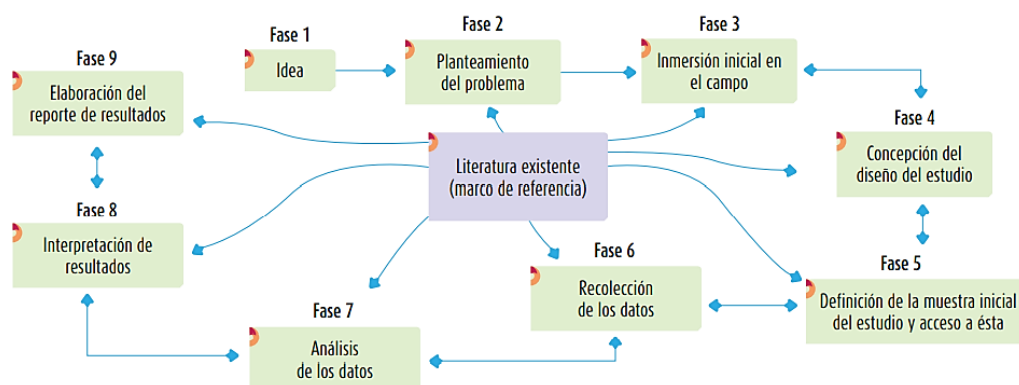 Fase 1
Idea
Fase 2
Planteamiento
del problema
Fase 3
Inmersión inicial en
el campo
Fase 4
Concepción del
diseño del estudio
Fase 5
Definición de la muestra inicial
del estudio y acceso a ésta
Fase 6
Recolección
de los datos
Fase 7
Análisis
de los datos
Fase 8
Interpretación de
resultados
Fase 9
Elaboración del
reporte de resultados
Literatura existente
(marco de referencia)